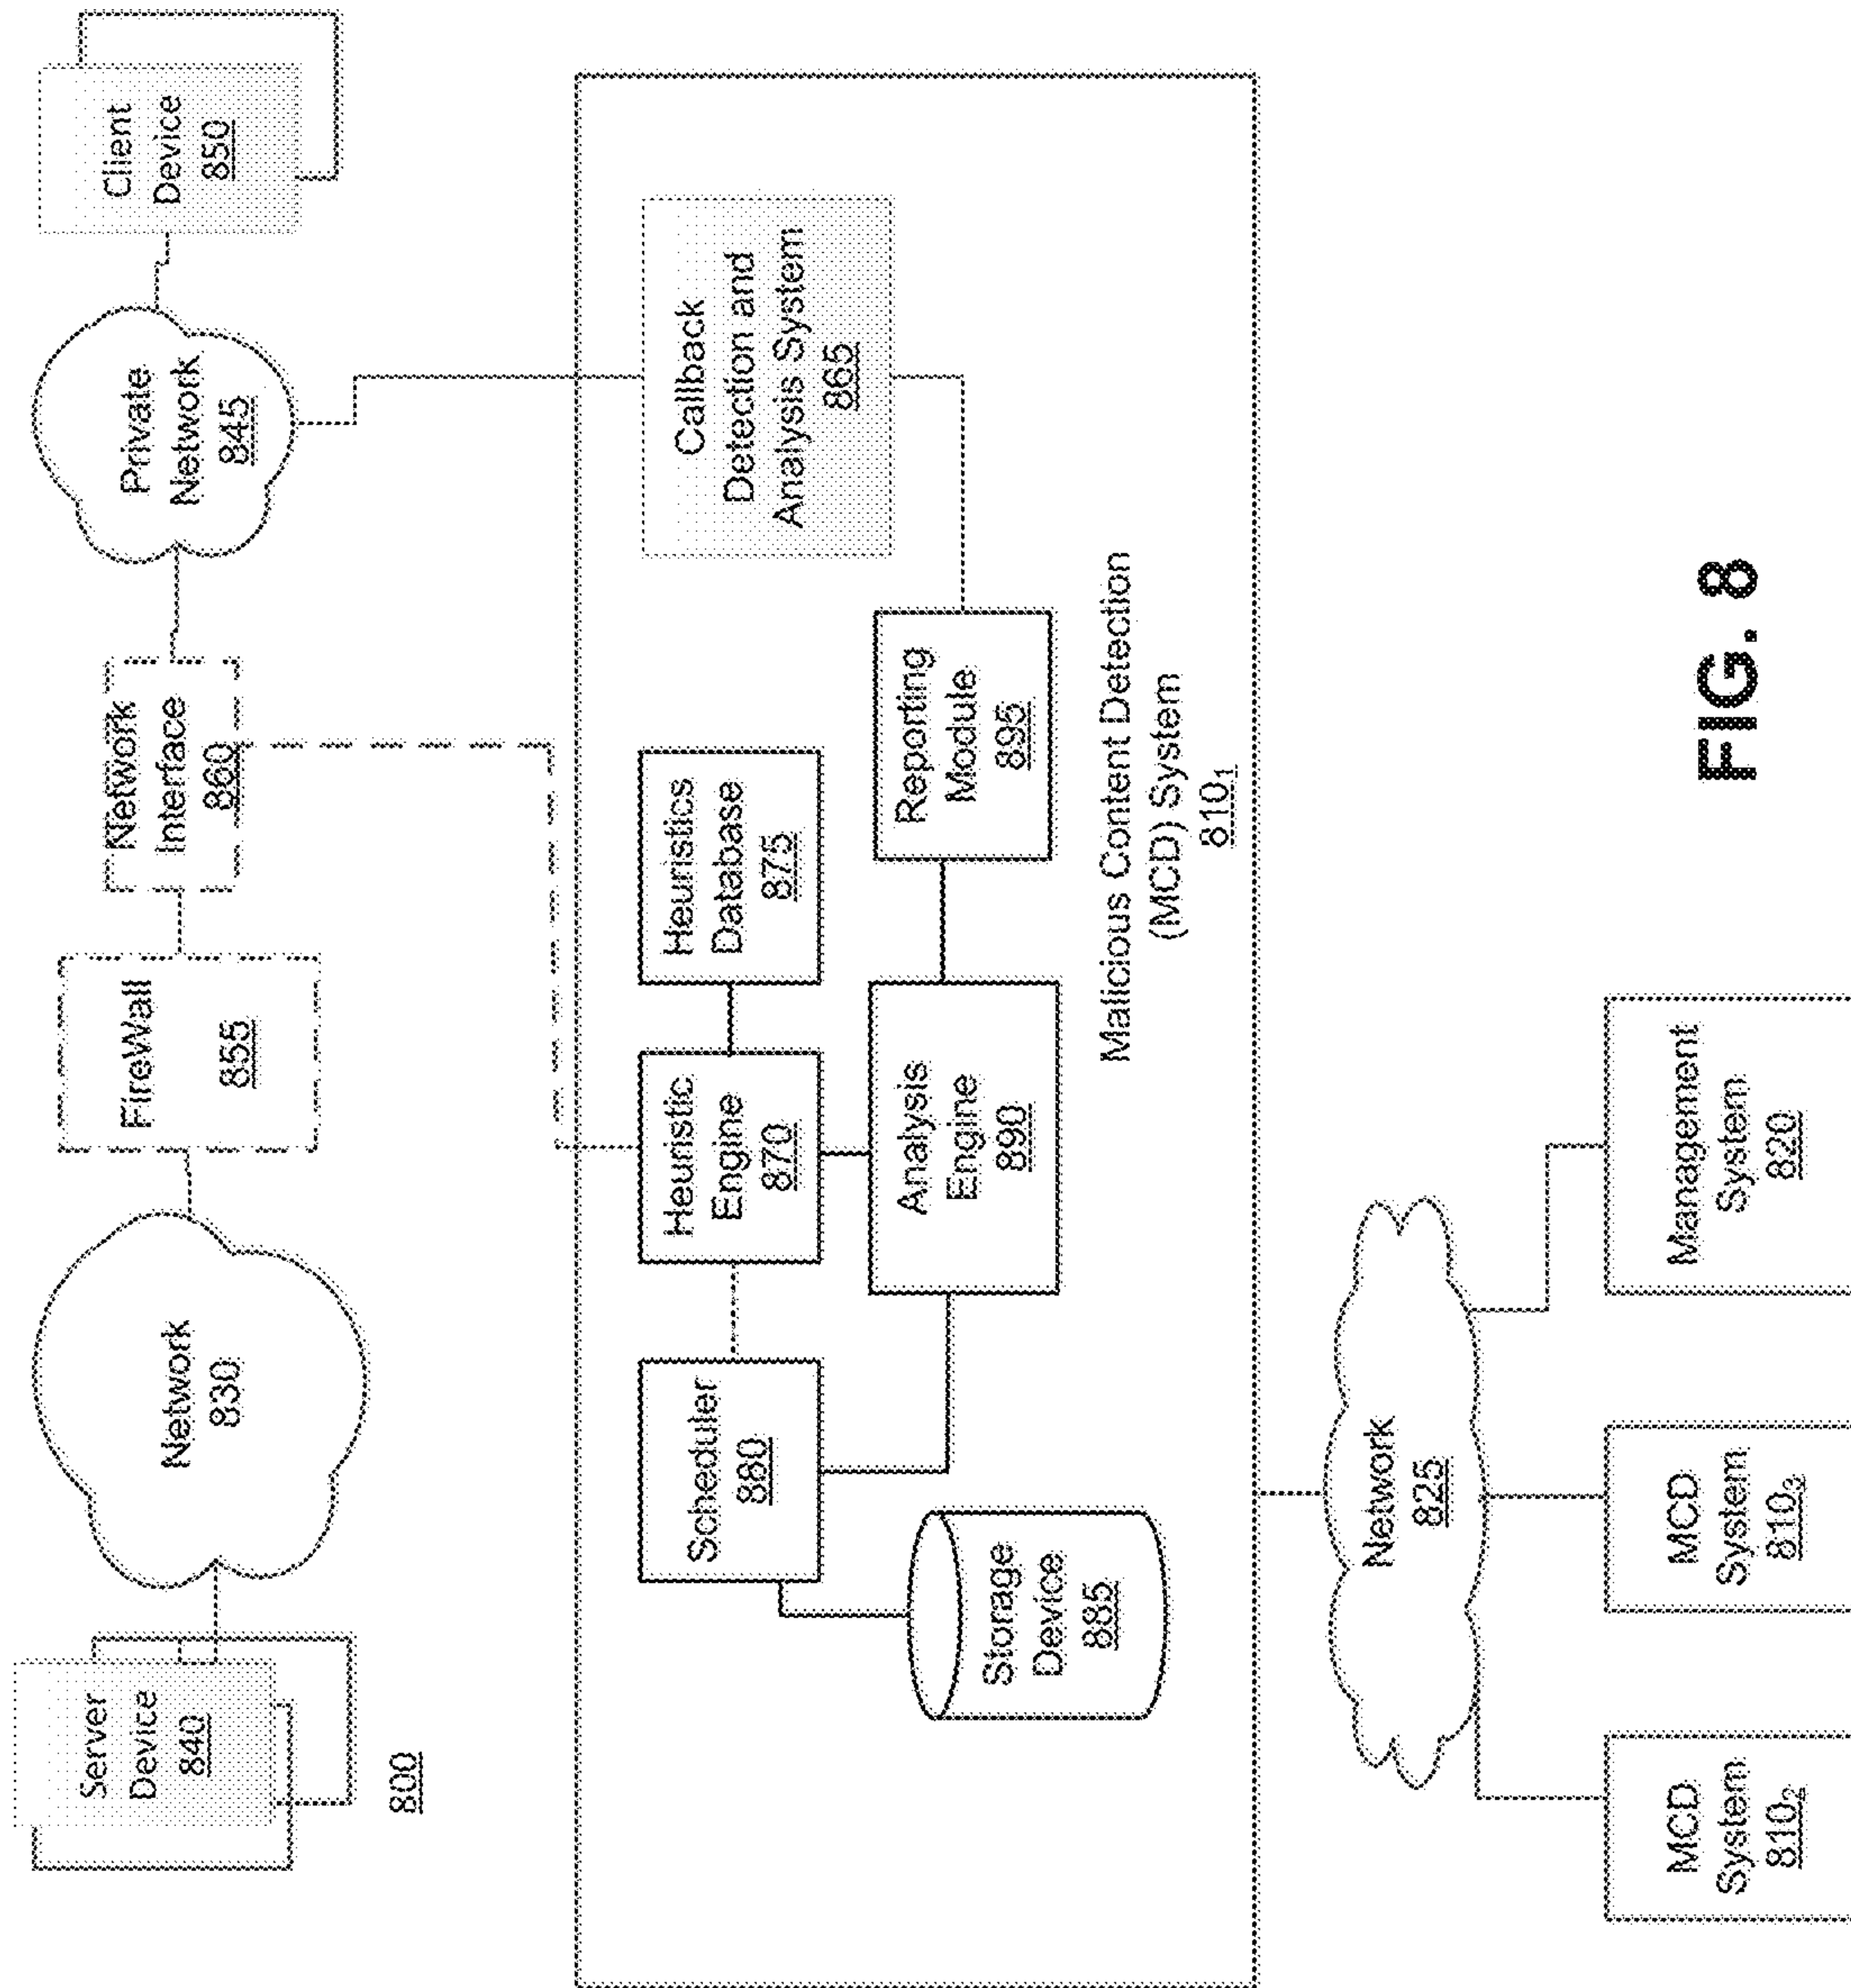 Server
Device
840
Network
830
FireWall
855
Network
Interface
860
Private
Network
845
Client
Device
850
800
Scheduler
880
Heuristic
Engine
870
Heuristics
Database
875
Callback
Detection and
Analysis System
865
Storage
Device
885
Analysis
Engine
890
Reporting
Module
895
Malicious Content Detection
(MCD) System
810₁
Network
825
MCD
System
810₂
MCD
System
810₃
Management
System
820
FIG. 8